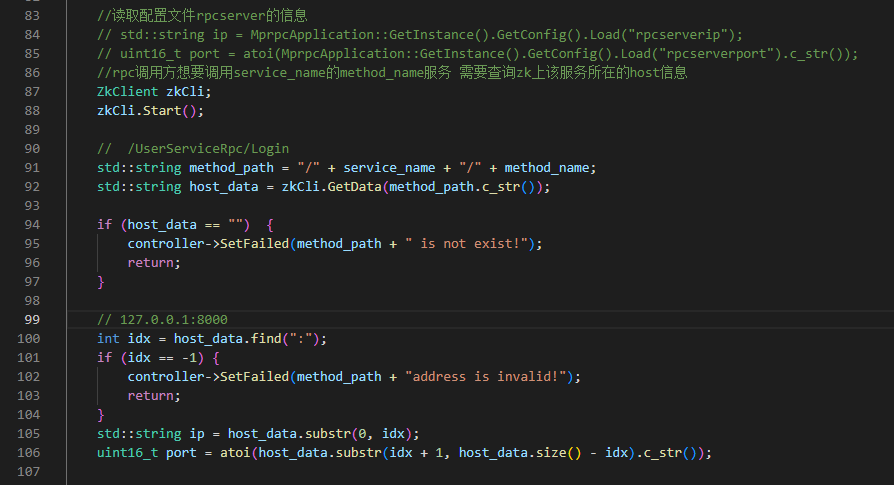 83 //读取配置文件rpcserver的信息
84 // std::string ip = MprpcApplication::GetInstance().GetConfig().Load("rpcserverip");
85 // uint16_t port = atoi(MprpcApplication::GetInstance().GetConfig().Load("rpcserverport").c_str());
86 //rpc调用方想要调用service_name的method_name服务 需要查询zk上该服务所在的host信息
87 ZkClient zkCli;
88 zkCli.Start();
89
90 //  /UserServiceRpc/Login
91 std::string method_path = "/" + service_name + "/" + method_name;
92 std::string host_data = zkCli.GetData(method_path.c_str());
93
94 if (host_data == "")  {
95     controller->SetFailed(method_path + " is not exist!");
96     return;
97 }
98
99 // 127.0.0.1:8000
100 int idx = host_data.find(":");
101 if (idx == -1) {
102     controller->SetFailed(method_path + "address is invalid!");
103     return;
104 }
105 std::string ip = host_data.substr(0, idx);
106 uint16_t port = atoi(host_data.substr(idx + 1, host_data.size() - idx).c_str());
107